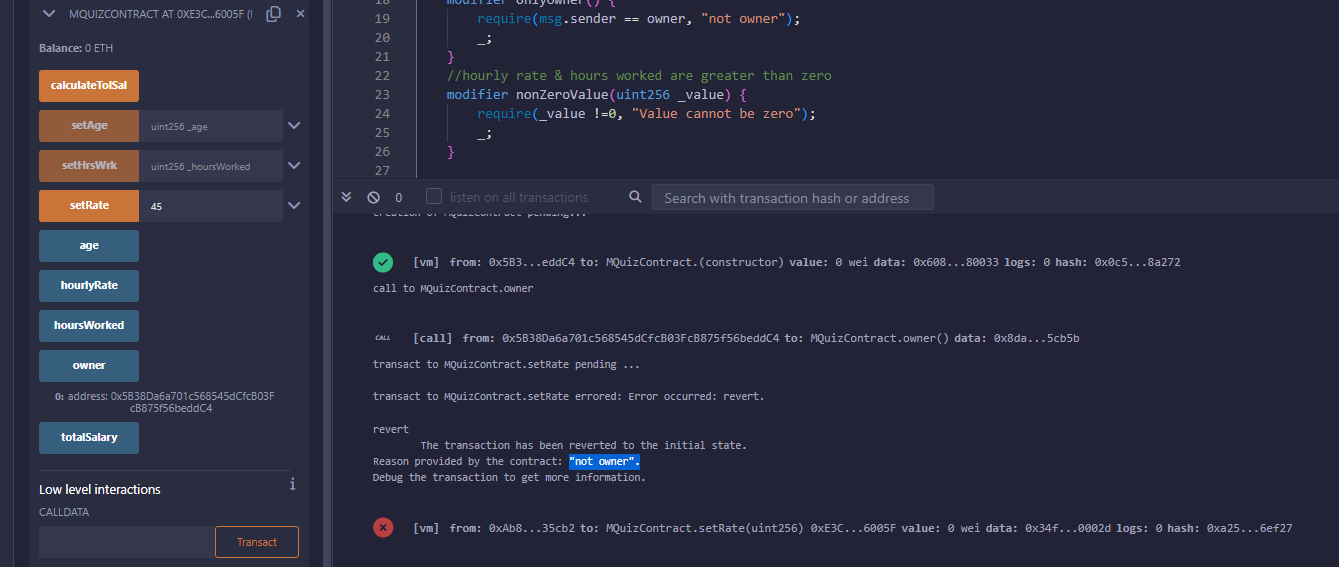 MQUIZCONTRACT AT 0XE3C...6005F (
Balance: 0 ETH
calculateTolSal
setAge uint256 _age
setHrsWrk uint256 _hoursWorked
setRate 45
age
hourlyRate
hoursWorked
owner
0: address: 0x5B38Da6a701c568545dCfcB03F
cB875f56beddC4
totalSalary
Low level interactions
CALLDATA
Transact
18 modifier onlyOwner() {
19 require(msg.sender == owner, "not owner");
20 _;
21 }
22 //hourly rate & hours worked are greater than zero
23 modifier nonZeroValue(uint256 _value) {
24 require(_value !=0, "Value cannot be zero");
25 _;
26 }
27
0 listen on all transactions Search with transaction hash or address
creation of MQuizContract pending...
[vm] from: 0x5B3...eddC4 to: MQuizContract.(constructor) value: 0 wei data: 0x608...80033 logs: 0 hash: 0x0c5...8a272
call to MQuizContract.owner
CALL [call] from: 0x5B38Da6a701c568545dCfcB03FcB875f56beddC4 to: MQuizContract.owner() data: 0x8da...5cb5b
transact to MQuizContract.setRate pending ...
transact to MQuizContract.setRate errored: Error occurred: revert.
revert
The transaction has been reverted to the initial state.
Reason provided by the contract: "not owner".
Debug the transaction to get more information.
[vm] from: 0xAb8...35cb2 to: MQuizContract.setRate(uint256) 0xE3C...6005F value: 0 wei data: 0x34f...0002d logs: 0 hash: 0xa25...6ef27